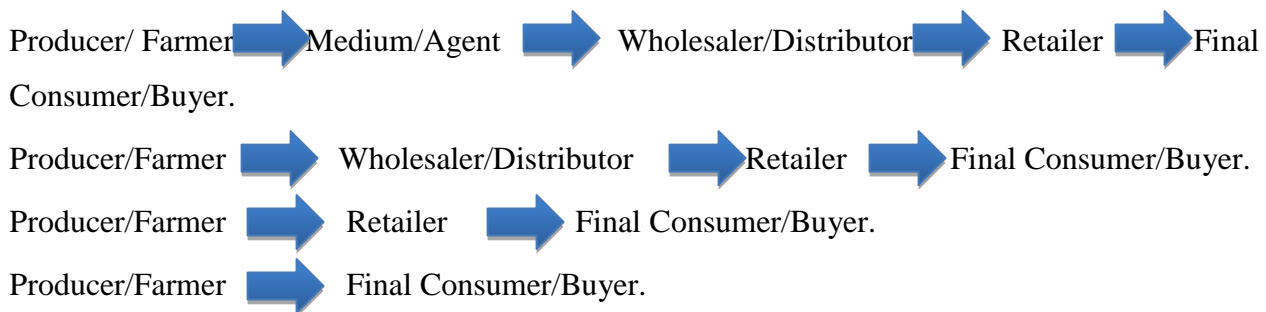 Producer/ Farmer Medium/Agent Wholesaler/Distributor Retailer Final
Consumer/Buyer.
Producer/Farmer Wholesaler/Distributor Retailer Final Consumer/Buyer.
Producer/Farmer Retailer Final Consumer/Buyer.
Producer/Farmer Final Consumer/Buyer.